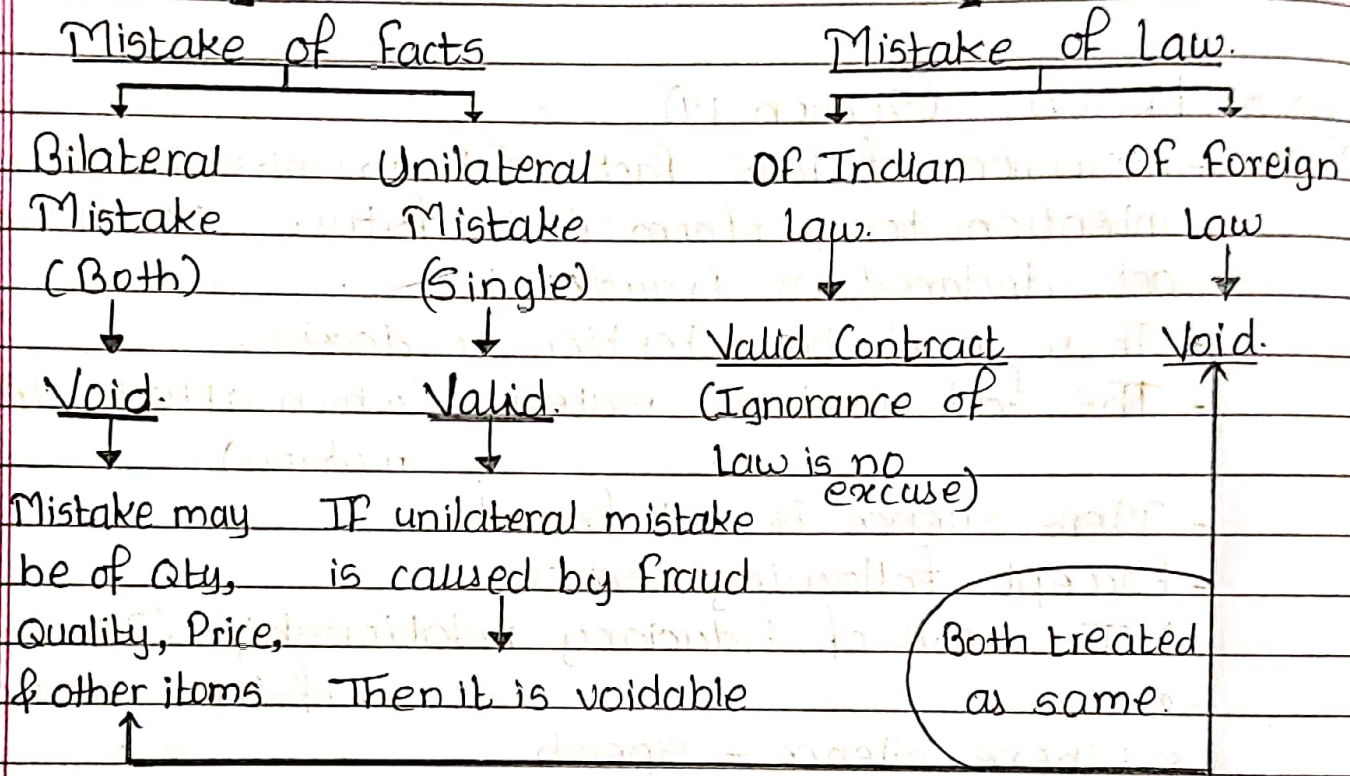 Mistake of facts
Mistake of Law.
Bilateral
Mistake
(Both)
Void.
Mistake may
be of Qty,
Quality, Price,
& other itoms
Unilateral
Mistake
(Single)
Valid.
If unilateral mistake
is caused by fraud
Then it is voidable
Of Indian
Law.
Valid Contract
(Ignorance of
Law is no
excuse)
Of foreign
Law
Void.
Both treated
as same.